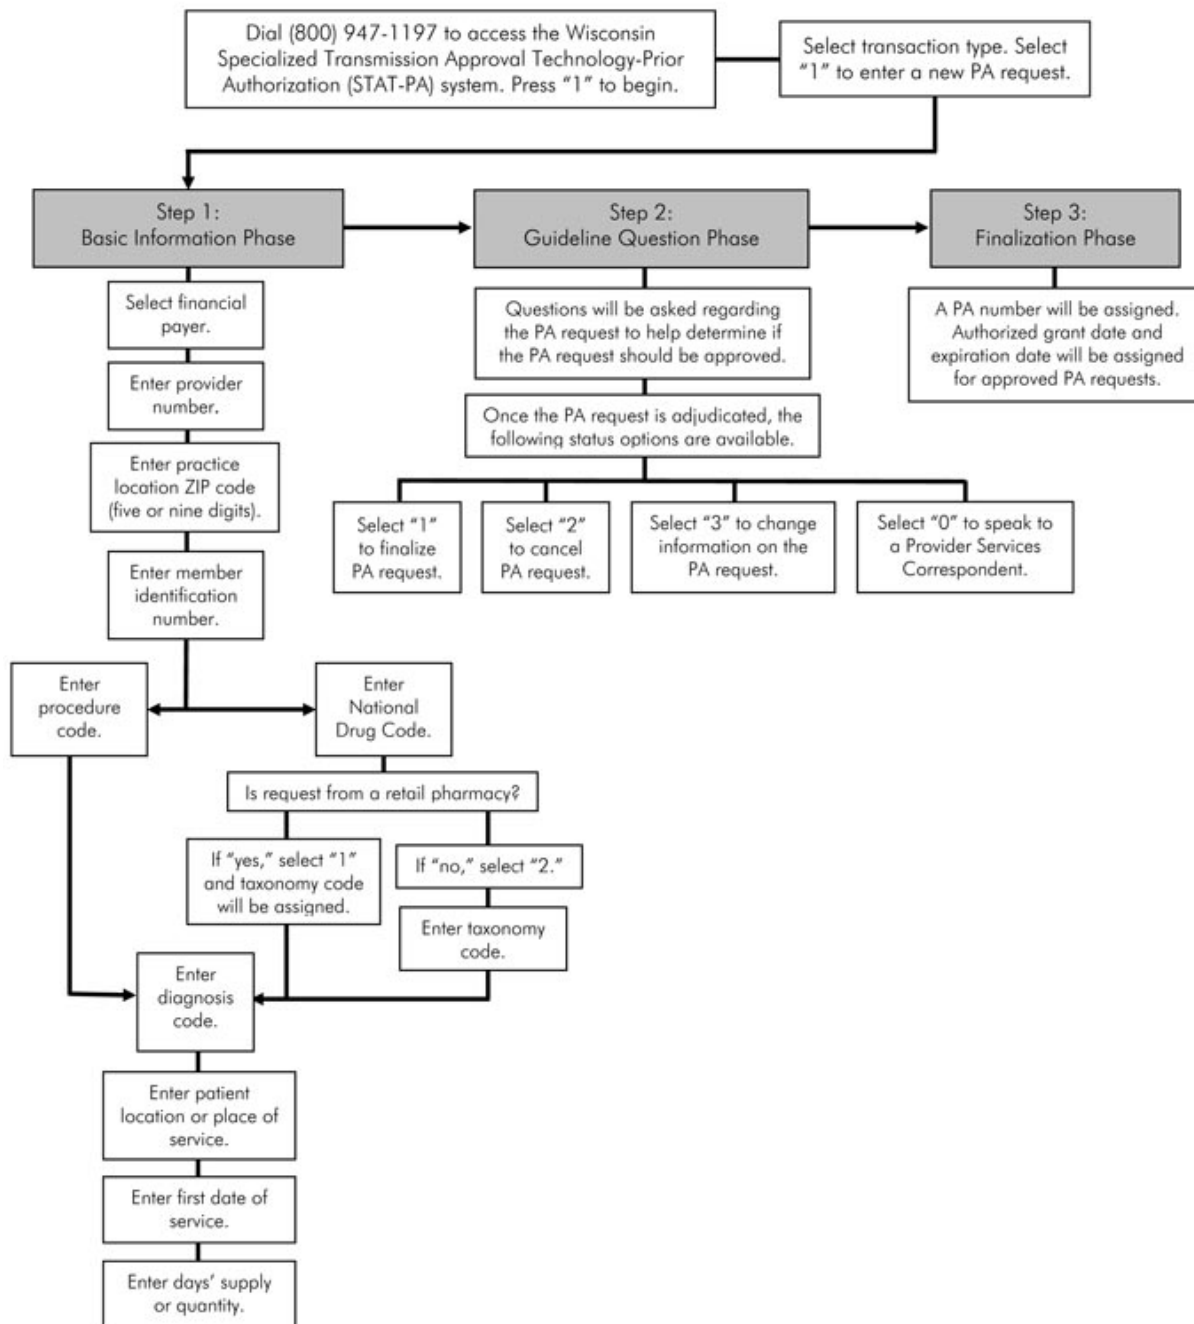 Dial (800) 947-1197 to access the Wisconsin
Specialized Transmission Approval Technology-Prior
Authorization (STAT-PA) system. Press “1” to begin.
Select transaction type. Select
“1” to enter a new PA request.
Step 1:
Basic Information Phase
Step 2:
Guideline Question Phase
Step 3:
Finalization Phase
Select financial
payer.
Enter provider
number.
Enter practice
location ZIP code
(five or nine digits).
Enter member
identification
number.
Enter
procedure
code.
Enter
National
Drug Code.
Is request from a retail pharmacy?
If “yes,” select “1”
and taxonomy code
will be assigned.
If “no,” select “2.”
Enter taxonomy
code.
Enter
diagnosis
code.
Enter patient
location or place of
service.
Enter first date of
service.
Enter days’ supply
or quantity.
Questions will be asked regarding
the PA request to help determine if
the PA request should be approved.
Once the PA request is adjudicated, the
following status options are available.
Select “1”
to finalize
PA request.
Select “2”
to cancel
PA request.
Select “3” to change
information on the
PA request.
Select “0” to speak to
a Provider Services
Correspondent.
A PA number will be assigned.
Authorized grant date and
expiration date will be assigned
for approved PA requests.